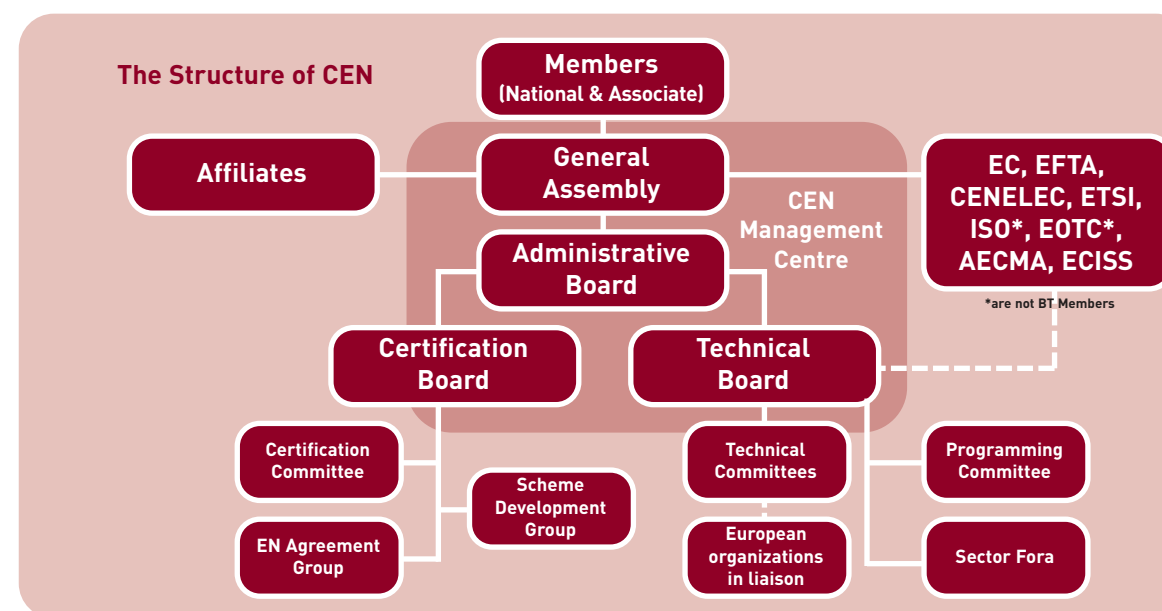 The Structure of CEN
Members
(National & Associate)
Affiliates
General
Assembly
EC, EFTA,
CENELEC, ETSI,
ISO*, EOTC*,
AECMA, ECISS
*are not BT Members
CEN
Management
Centre
Administrative
Board
Certification
Board
Technical
Board
Certification
Committee
Scheme
Development
Group
EN Agreement
Group
Technical
Committees
European
organizations
in liaison
Programming
Committee
Sector Fora